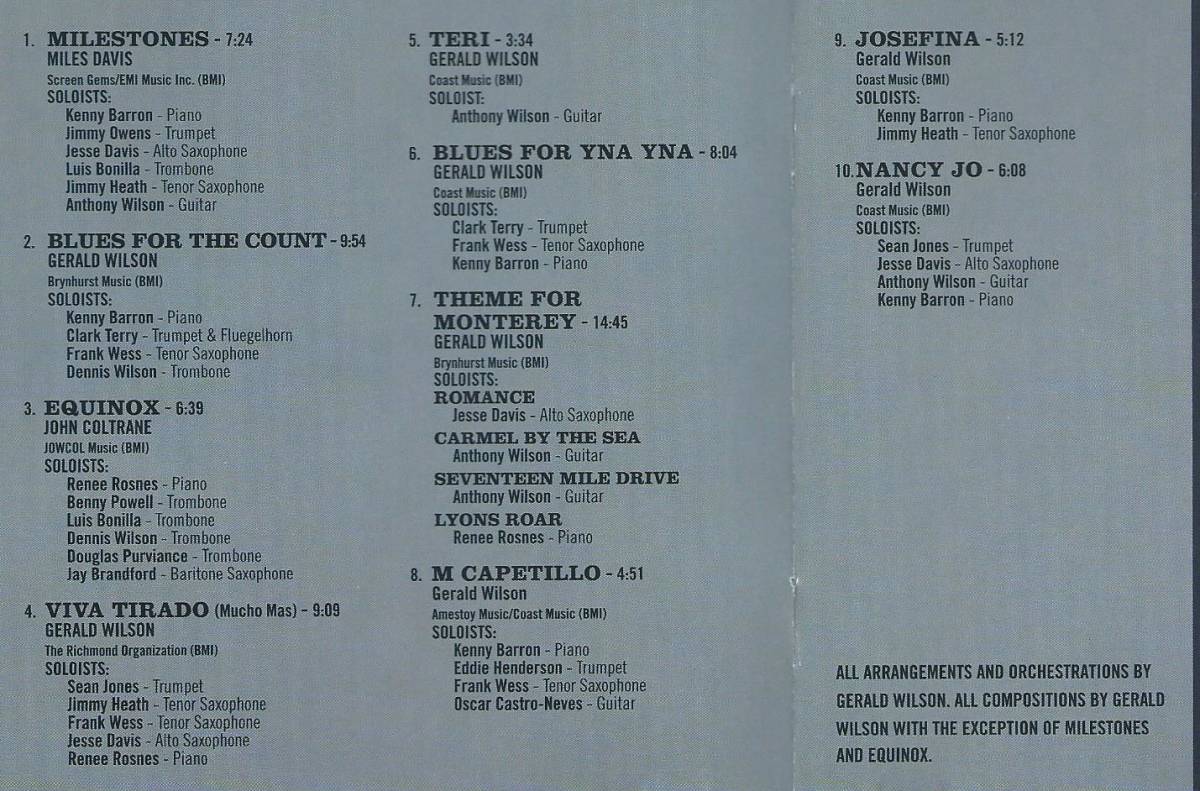 1. MILESTONES - 7:24
MILES DAVIS
Screen Gems/EMI Music Inc. (BMI)
SOLOISTS:
Kenny Barron - Piano
Jimmy Owens - Trumpet
Jesse Davis - Alto Saxophone
Luis Bonilla - Trombone
Jimmy Heath - Tenor Saxophone
Anthony Wilson - Guitar
2. BLUES FOR THE COUNT - 9:54
GERALD WILSON
Brynhurst Music (BMI)
SOLOISTS:
Kenny Barron - Piano
Clark Terry - Trumpet & Fluegelhorn
Frank Wess - Tenor Saxophone
Dennis Wilson - Trombone
3. EQUINOX - 6:39
JOHN COLTRANE
JOWCOL Music (BMI)
SOLOISTS:
Renee Rosnes - Piano
Benny Powell - Trombone
Luis Bonilla - Trombone
Dennis Wilson - Trombone
Douglas Purviance - Trombone
Jay Brandford - Baritone Saxophone
4. VIVA TIRADO (Mucho Mas) - 9:09
GERALD WILSON
The Richmond Organization (BMI)
SOLOISTS:
Sean Jones - Trumpet
Jimmy Heath - Tenor Saxophone
Frank Wess - Tenor Saxophone
Jesse Davis - Alto Saxophone
Renee Rosnes - Piano
5. TERI - 3:34
GERALD WILSON
Coast Music (BMI)
SOLOIST:
Anthony Wilson - Guitar
6. BLUES FOR YNA YNA - 8:04
GERALD WILSON
Coast Music (BMI)
SOLOISTS:
Clark Terry - Trumpet
Frank Wess - Tenor Saxophone
Kenny Barron - Piano
7. THEME FOR
MONTEREY - 14:45
GERALD WILSON
Brynhurst Music (BMI)
SOLOISTS:
ROMANCE
Jesse Davis - Alto Saxophone
CARMEL BY THE SEA
Anthony Wilson - Guitar
SEVENTEEN MILE DRIVE
Anthony Wilson - Guitar
LYONS ROAR
Renee Rosnes - Piano
8. M CAPETILLO - 4:51
Gerald Wilson
Amestoy Music/Coast Music (BMI)
SOLOISTS:
Kenny Barron - Piano
Eddie Henderson - Trumpet
Frank Wess - Tenor Saxophone
Oscar Castro-Neves - Guitar
9. JOSEFINA - 5:12
Gerald Wilson
Coast Music (BMI)
SOLOISTS:
Kenny Barron - Piano
Jimmy Heath - Tenor Saxophone
10. NANCY JO - 6:08
Gerald Wilson
Coast Music (BMI)
SOLOISTS:
Sean Jones - Trumpet
Jesse Davis - Alto Saxophone
Anthony Wilson - Guitar
Kenny Barron - Piano
ALL ARRANGEMENTS AND ORCHESTRATIONS BY
GERALD WILSON. ALL COMPOSITIONS BY GERALD
WILSON WITH THE EXCEPTION OF MILESTONES
AND EQUINOX.